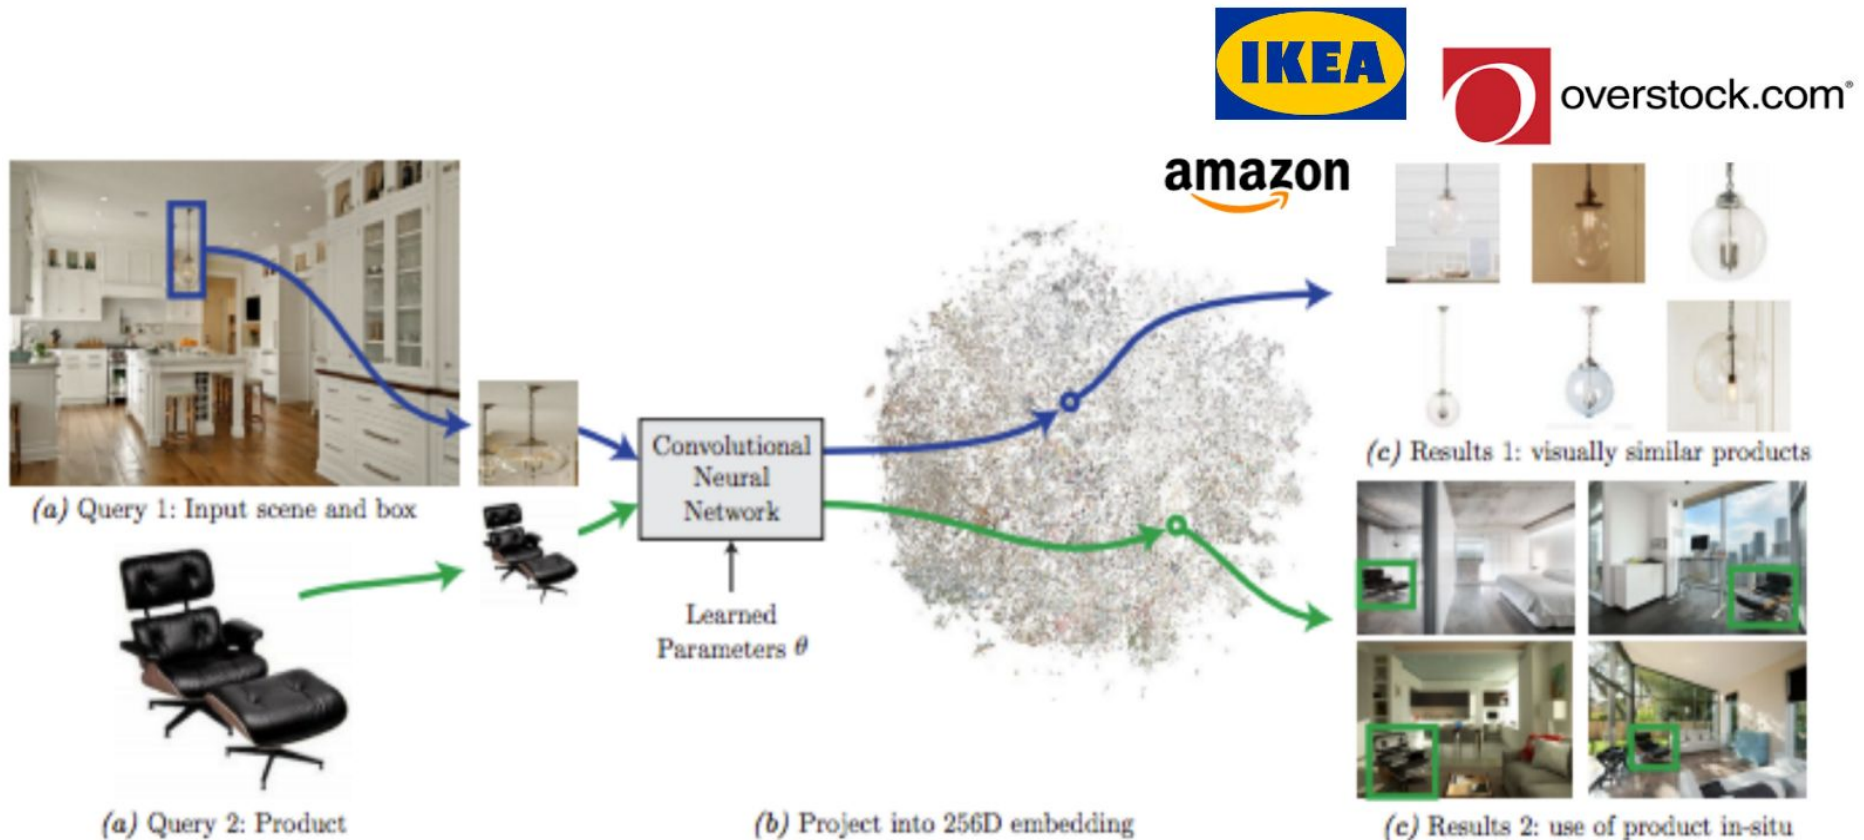 IKEA
overstock.com®
amazon
(a) Query 1: Input scene and box
Convolutional
Neural
Network
Learned
Parameters θ
(c) Results 1: visually similar products
(a) Query 2: Product
(b) Project into 256D embedding
(c) Results 2: use of product in-situ